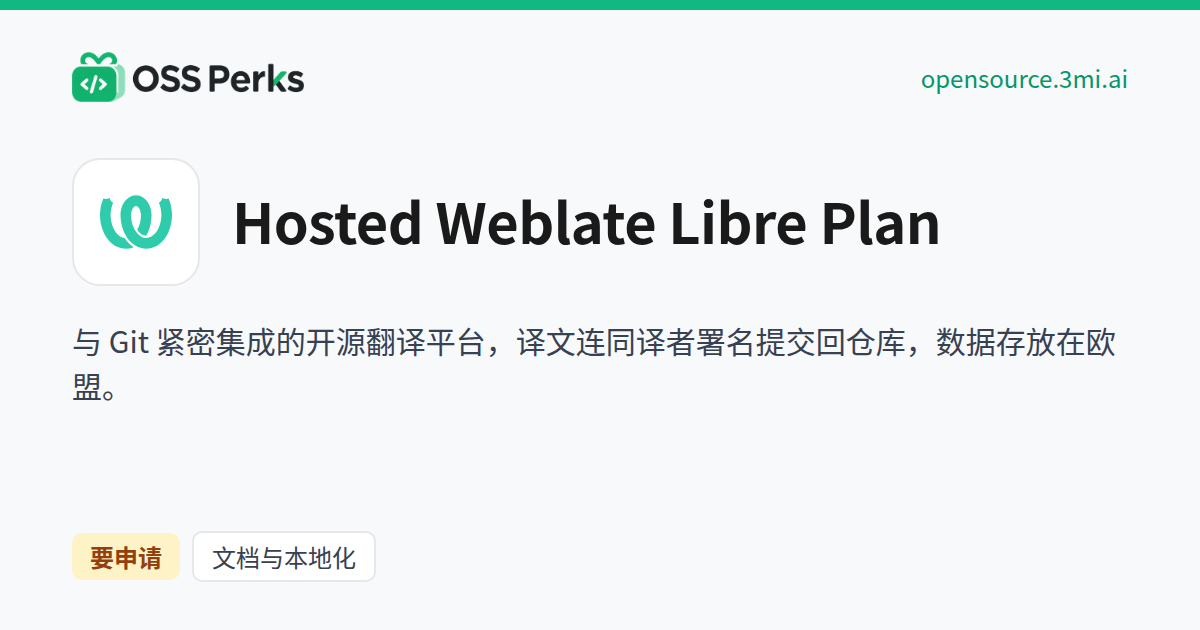 OSS Perks
opensource.3mi.ai
Hosted Weblate Libre Plan
与 Git 紧密集成的开源翻译平台，译文连同译者署名提交回仓库，数据存放在欧
盟。
要申请
文档与本地化